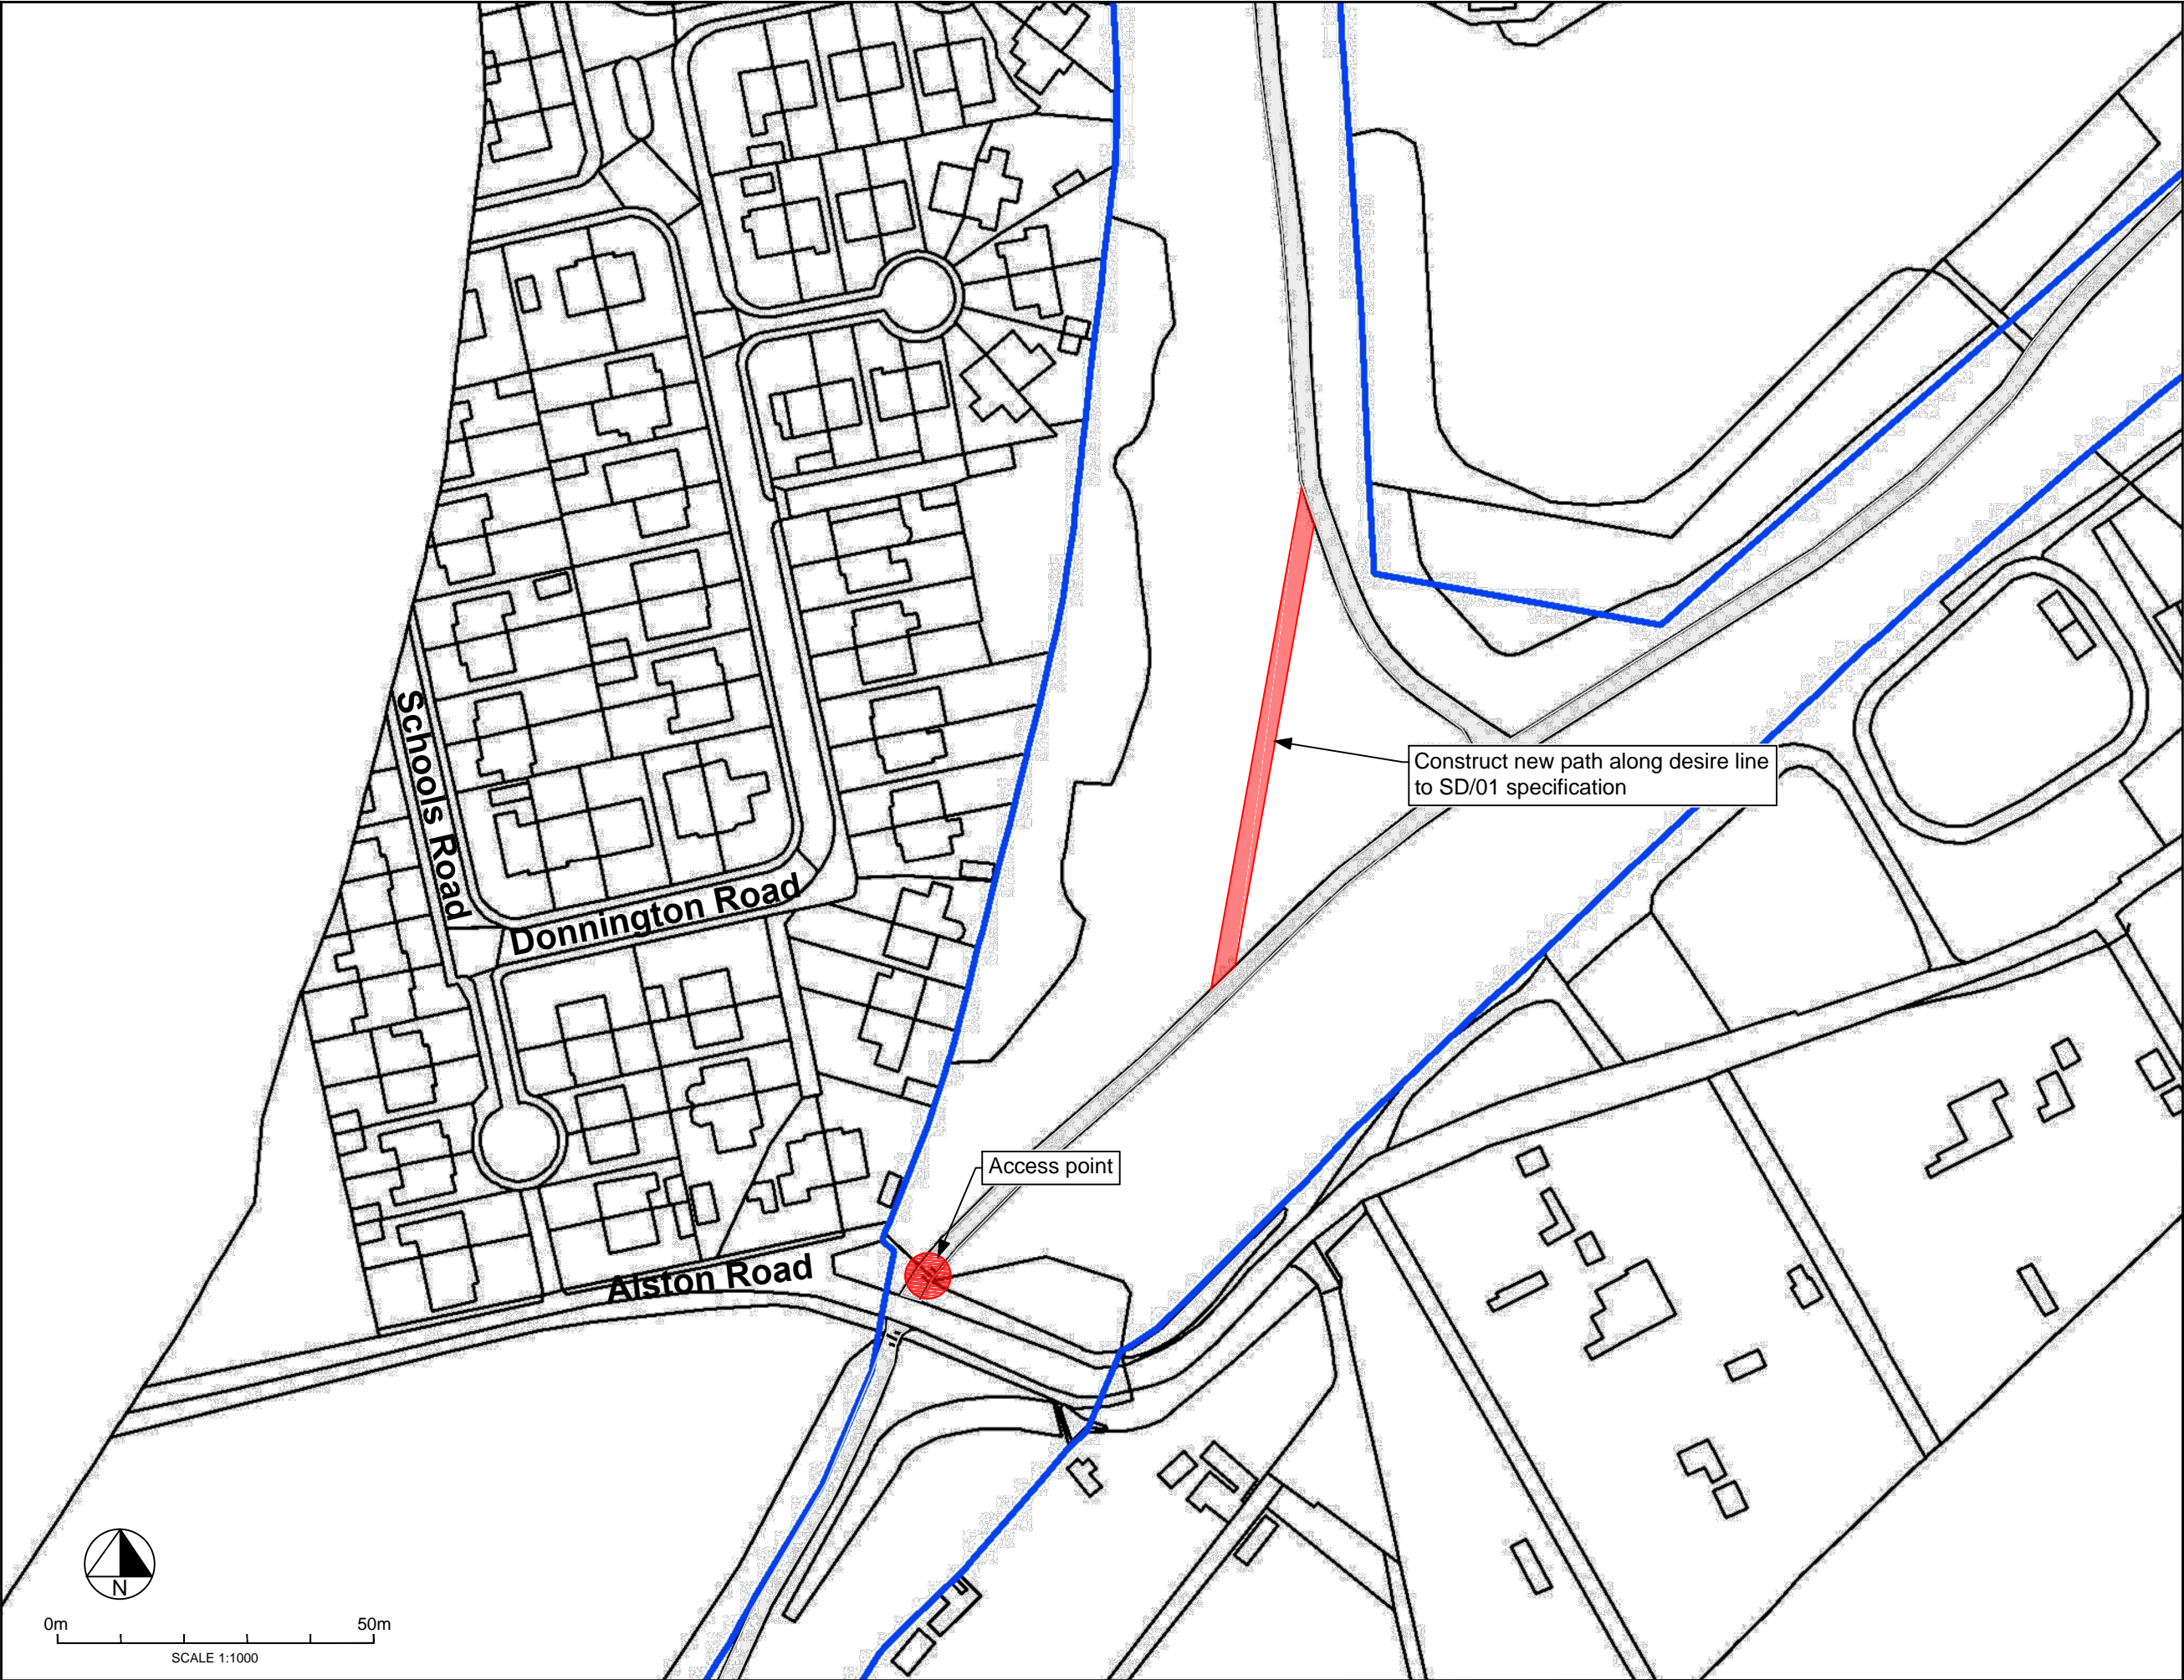 Schools Road
Donnington Road
Construct new path along desire line
to SD/01 specification
Access point
Alston Road
N
0m 50m
SCALE 1:1000